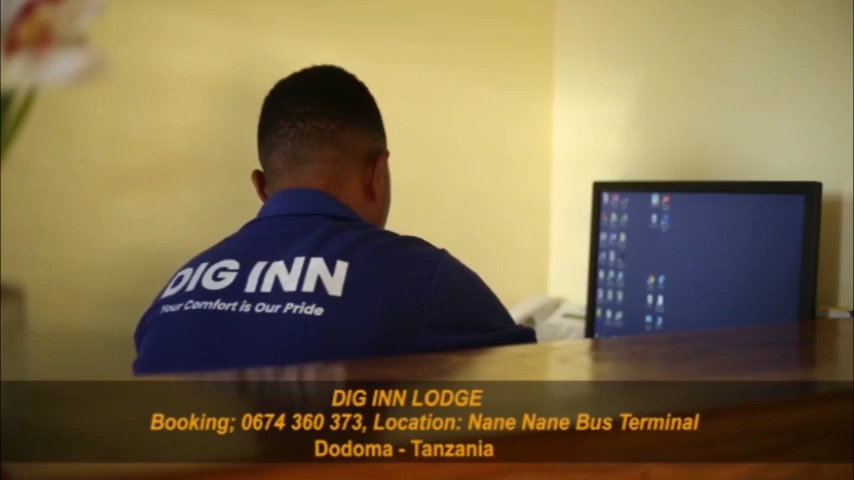 DIG INN
Your Comfort is Our Pride
DIG INN LODGE
Booking; 0674 360 373, Location: Nane Nane Bus Terminal
Dodoma - Tanzania